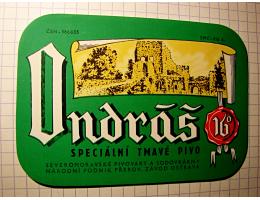 Ondráš
16°
SPECIÁLNÍ TMAVÉ PIVO
SEVEROMORAVSKÉ PIVOVARY A SODOVKÁRNY
NÁRODNÍ PODNIK PŘEROV, ZÁVOD OSTRAVA